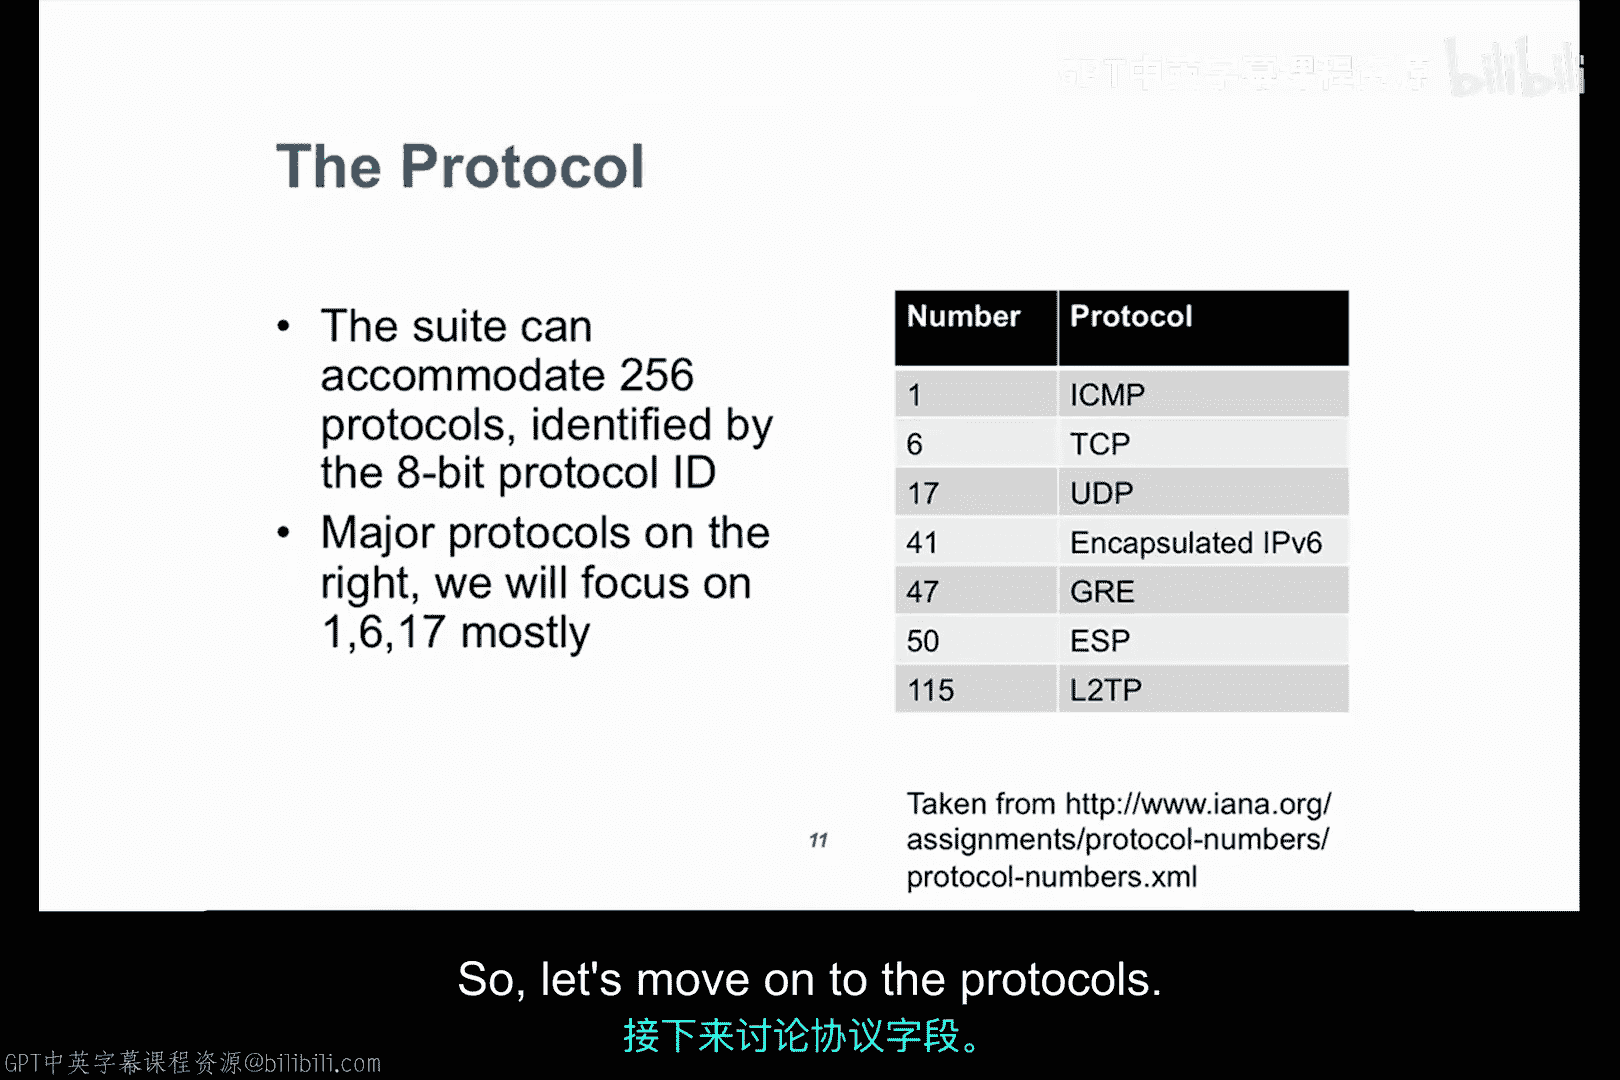 bilibili
The Protocol
• The suite can
accommodate 256
protocols, identified by
the 8-bit protocol ID
• Major protocols on the
right, we will focus on
1,6,17 mostly
Number Protocol
1 ICMP
6 TCP
17 UDP
41 Encapsulated IPv6
47 GRE
50 ESP
115 L2TP
Taken from http://www.iana.org/
assignments/protocol-numbers/
protocol-numbers.xml
11
So, let's move on to the protocols.
接下来讨论协议字段。
GPT中英字幕课程资源@bilibili.com